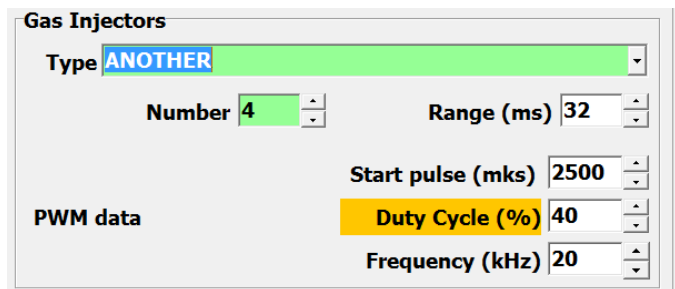 Gas Injectors
Type ANOTHER
Number 4 Range (ms) 32
Start pulse (mks) 2500
PWM data Duty Cycle (%) 40
Frequency (kHz) 20